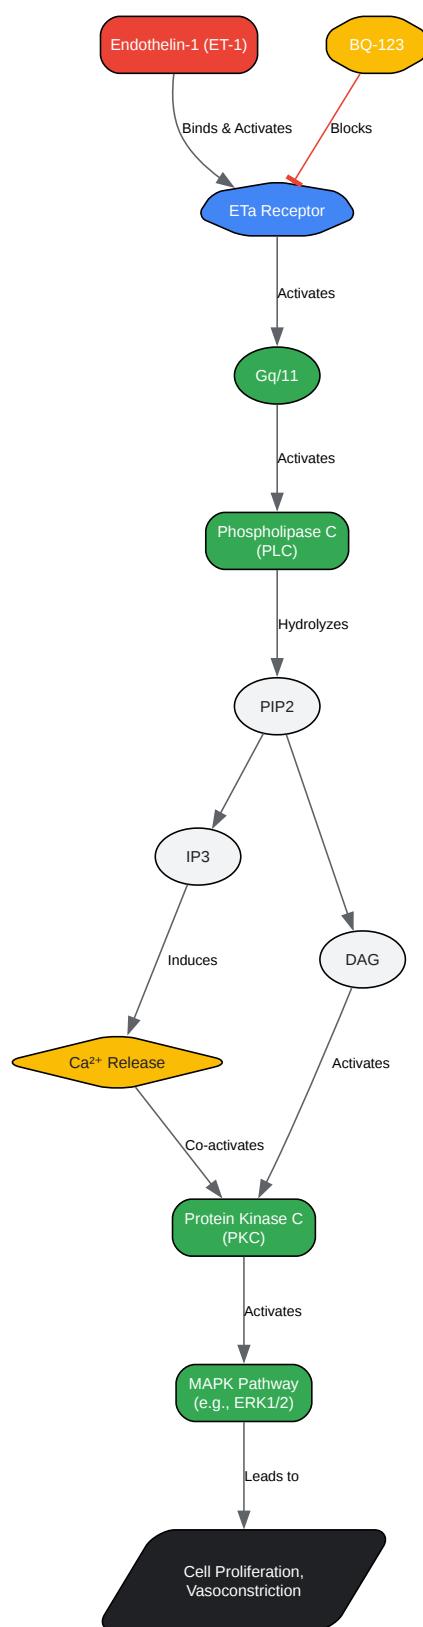 Endothelin-1 (ET-1)
BQ-123
Binds & Activates
Blocks
ETa Receptor
Activates
Gq/11
Activates
Phospholipase C
(PLC)
Hydrolyzes
PIP2
IP3
DAG
Induces
Ca²⁺ Release
Activates
Co-activates
Protein Kinase C
(PKC)
Activates
MAPK Pathway
(e.g., ERK1/2)
Leads to
Cell Proliferation,
Vasoconstriction